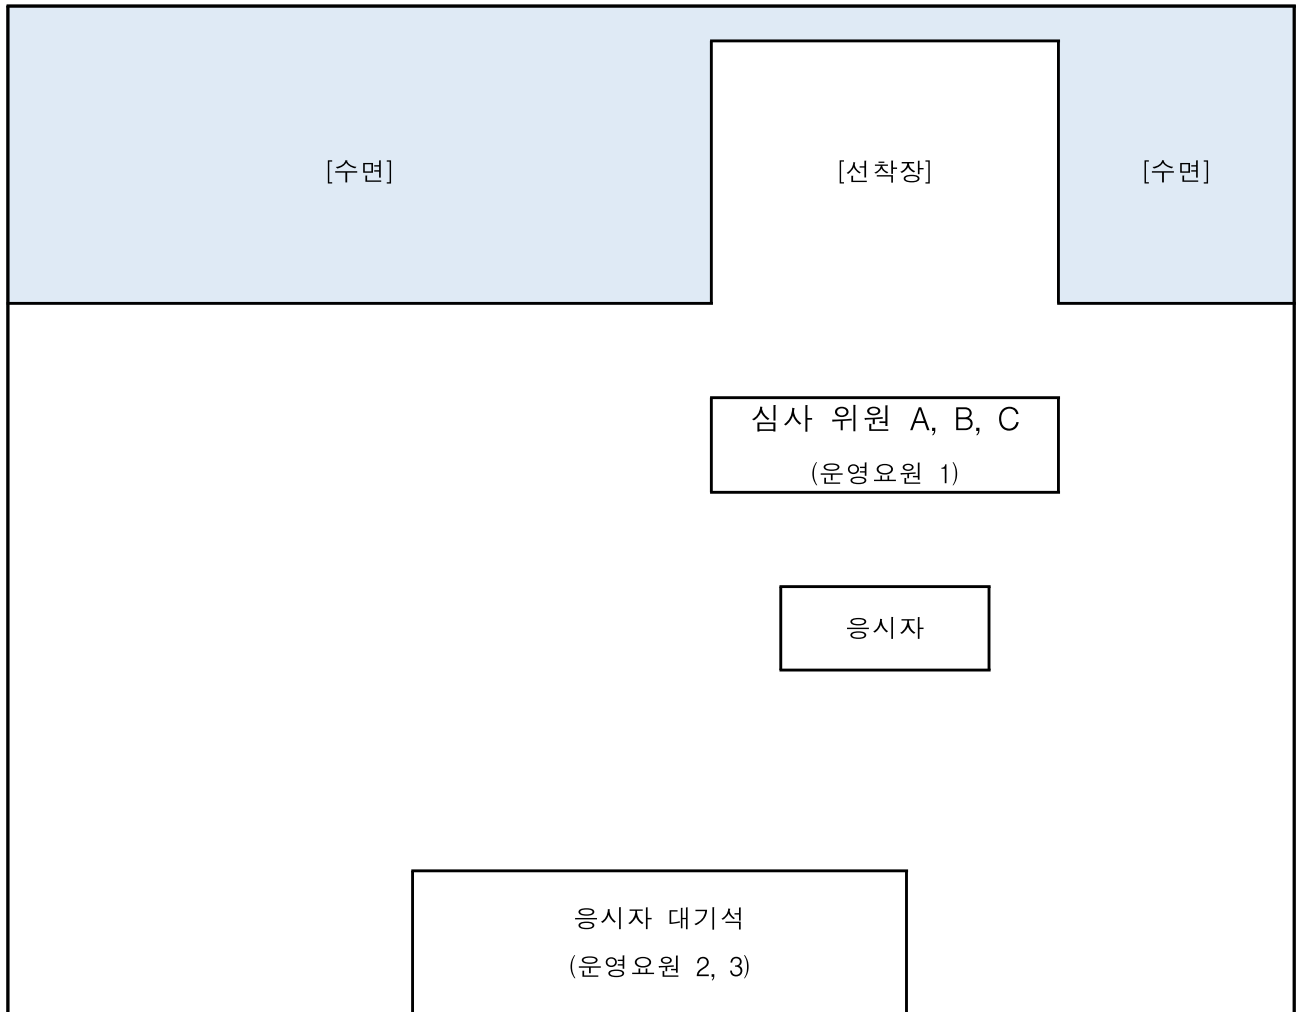 [수면]
[선착장]
[수면]
심사 위원 A, B, C
(운영요원 1)
응시자
응시자 대기석
(운영요원 2, 3)